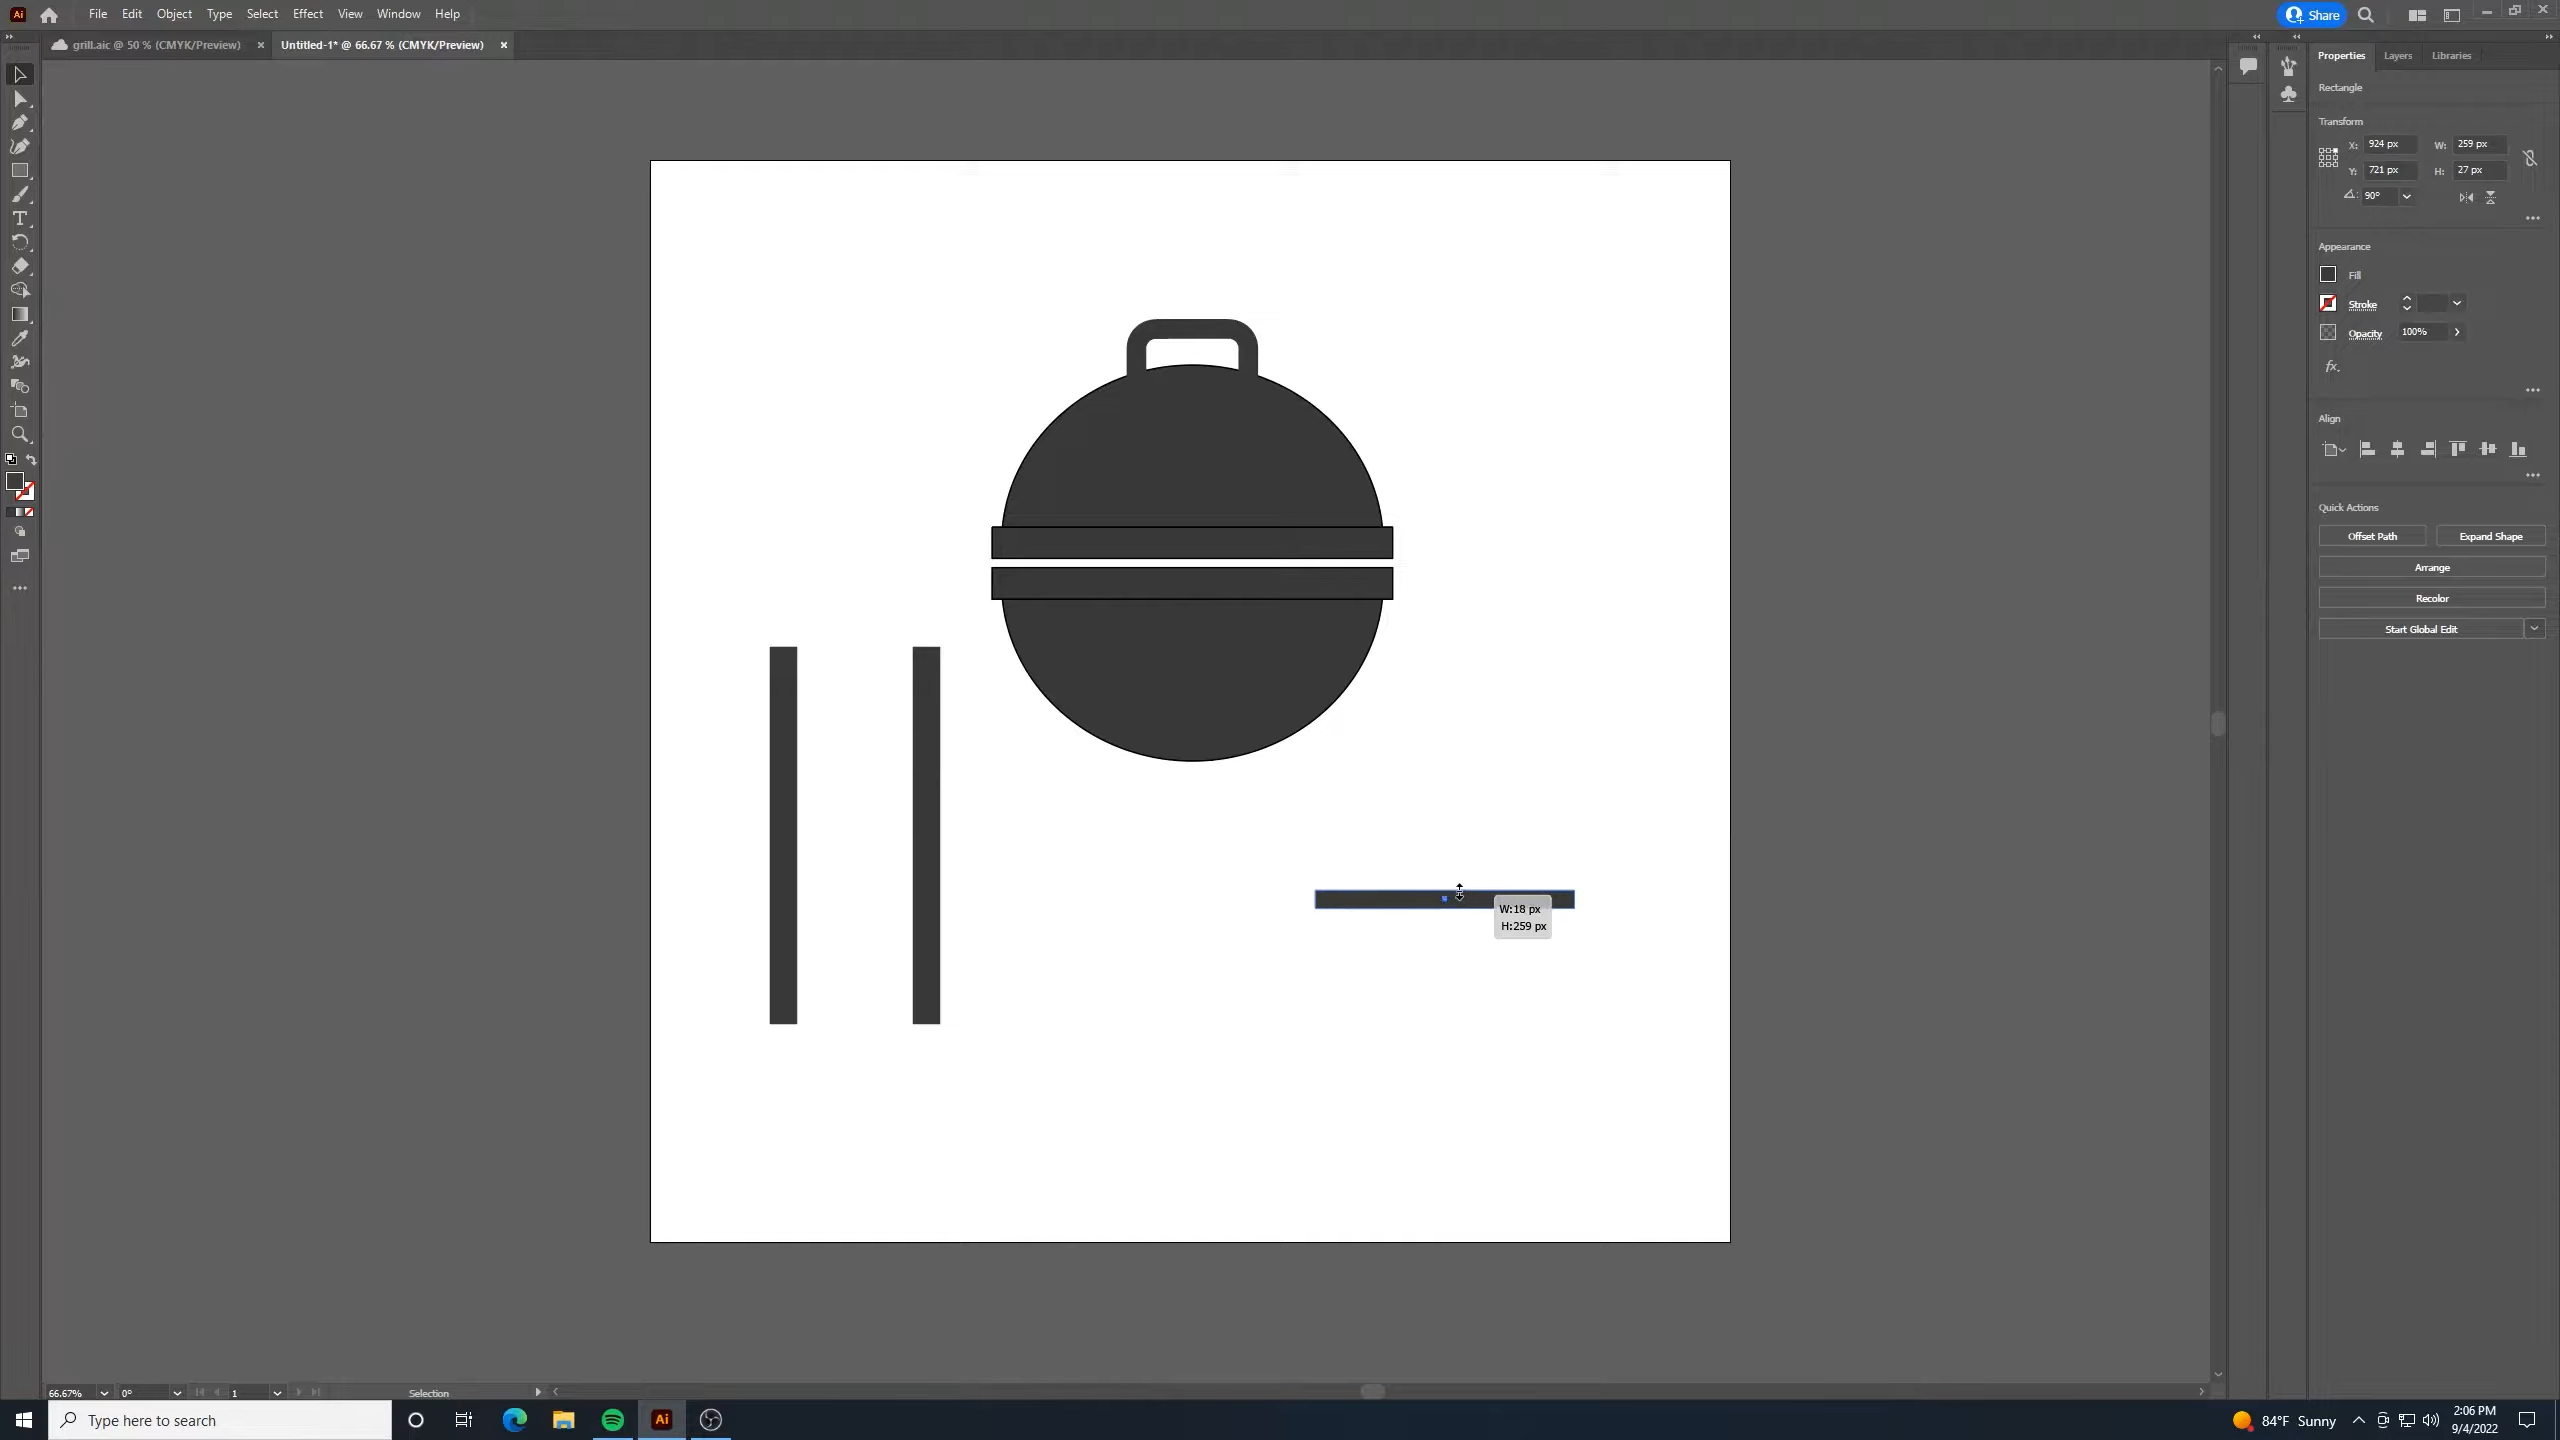 Ai File Edit Object Type Select Effect View Window Help Share
grill.aic @ 50 % (CMYK/Preview) × Untitled-1* @ 66.67 % (CMYK/Preview) ×
Properties Layers Libraries
Rectangle
Transform
X: 924 px W: 259 px
Y: 721 px H: 27 px
90°
Appearance
Fill
Stroke
Opacity 100%
fx.
Align
Quick Actions
Offset Path Expand Shape
Arrange
Recolor
Start Global Edit
W:18 px
H:259 px
66.67% 0° 1 Selection
Type here to search Ai 84°F Sunny 2:06 PM
9/4/2022